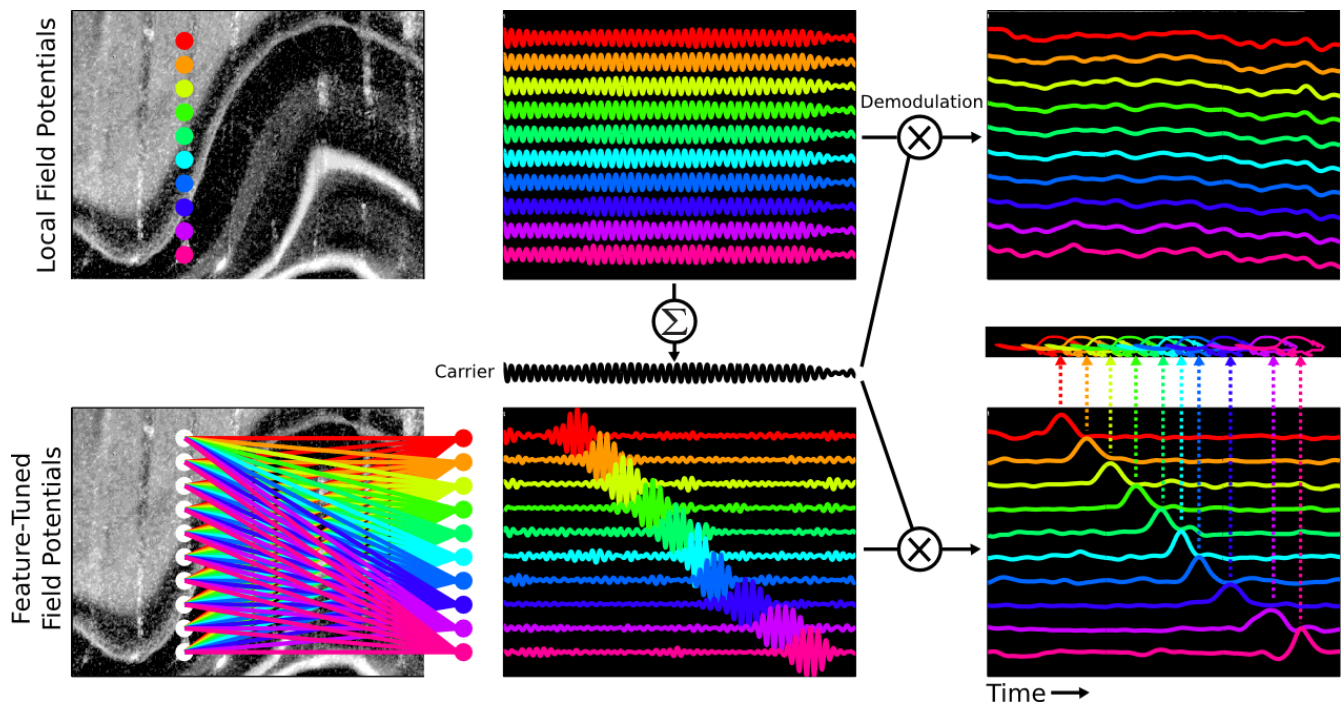 Local Field Potentials
Demodulation
Σ
Carrier
Feature-Tuned
Field Potentials
Time